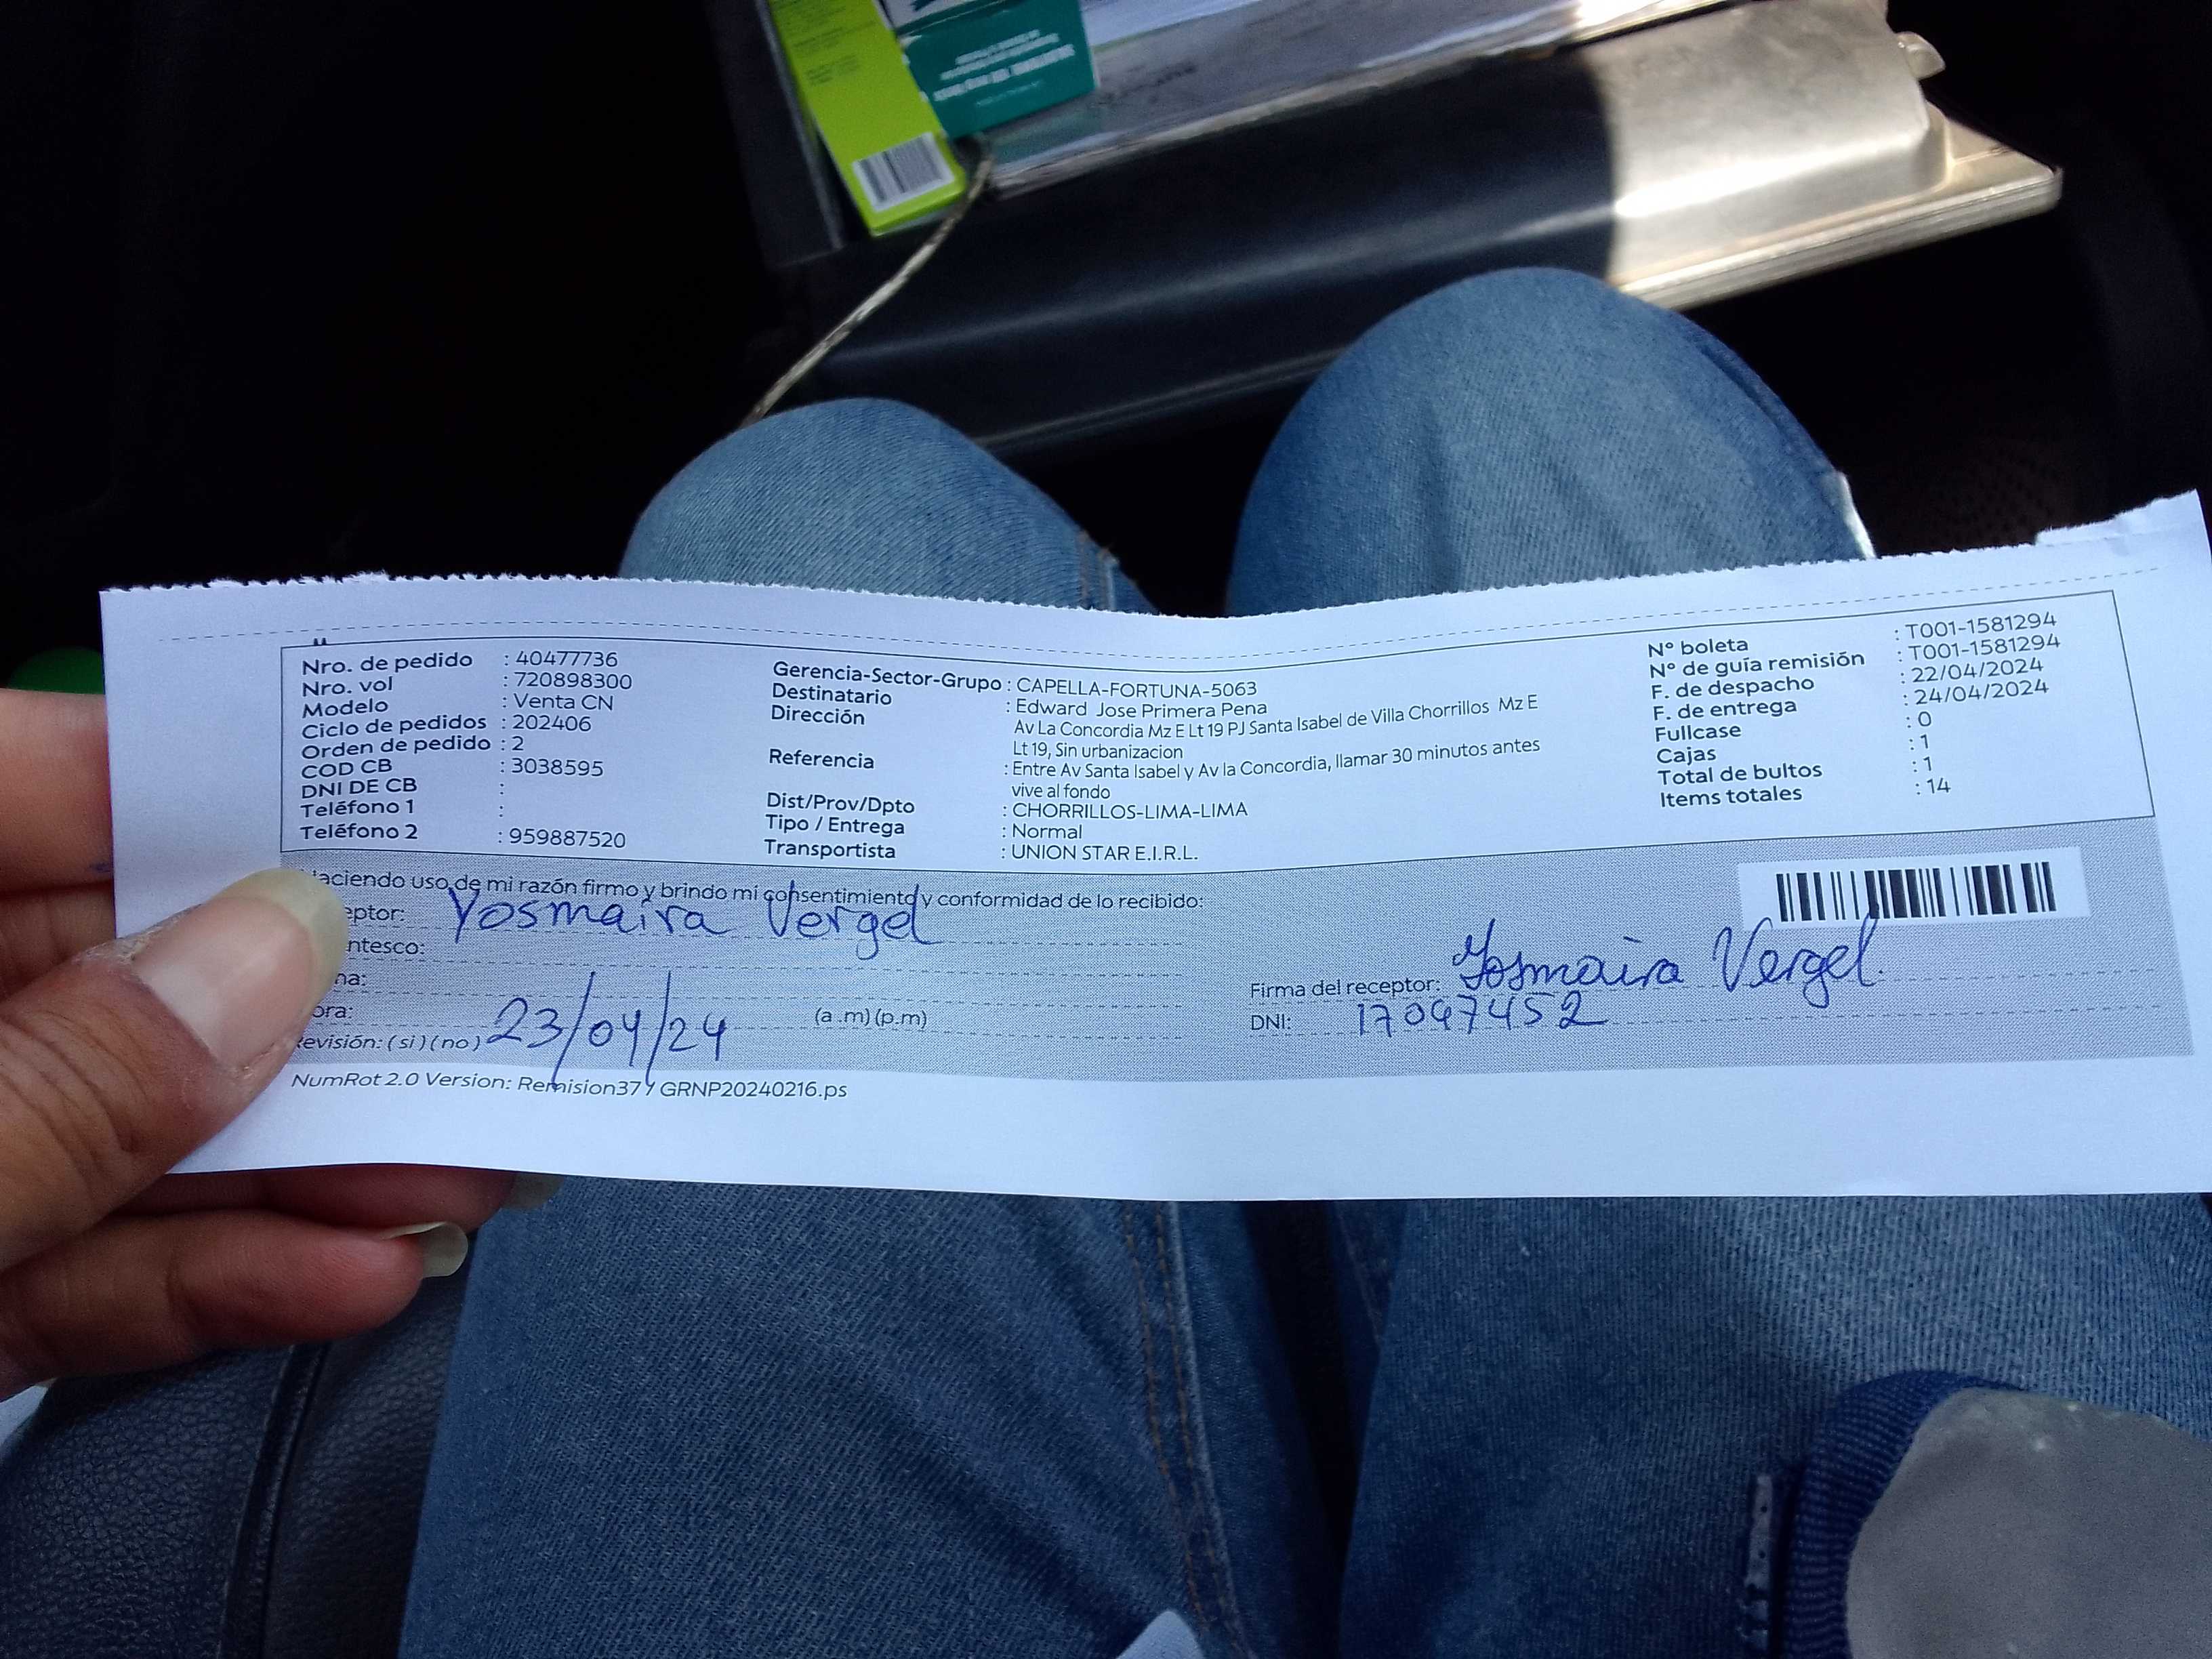 Nro. de pedido : 40477736
Nro. vol : 720898300
Modelo : Venta CN
Ciclo de pedidos : 202406
Orden de pedido : 2
COD CB : 3038595
DNI DE CB :
Teléfono 1 :
Teléfono 2 : 959887520
Gerencia-Sector-Grupo : CAPELLA-FORTUNA-5063
Destinatario : Edward Jose Primera Pena
Dirección Av La Concordia Mz E Lt 19 PJ Santa Isabel de Villa Chorrillos Mz E
Lt 19, Sin urbanizacion
Referencia : Entre Av Santa Isabel y Av la Concordia, llamar 30 minutos antes
vive al fondo
Dist/Prov/Dpto : CHORRILLOS-LIMA-LIMA
Tipo / Entrega : Normal
Transportista : UNION STAR E.I.R.L.
N° boleta : T001-1581294
N° de guía remisión : T001-1581294
F. de despacho : 22/04/2024
F. de entrega : 24/04/2024
Fullcase : 0
Cajas : 1
Total de bultos : 1
Items totales : 14
aciendo uso de mi razón firmo y brindo mi consentimiento y conformidad de lo recibido:
eptor: Yosmaira Vergel
ntesco:
na:
ora: 23/04/24 (a .m) (p.m)
evisión: ( si ) ( no )
Firma del receptor: Yosmaira Vergel
DNI: 17047452
NumRot 2.0 Version: Remision37 y GRNP20240216.ps